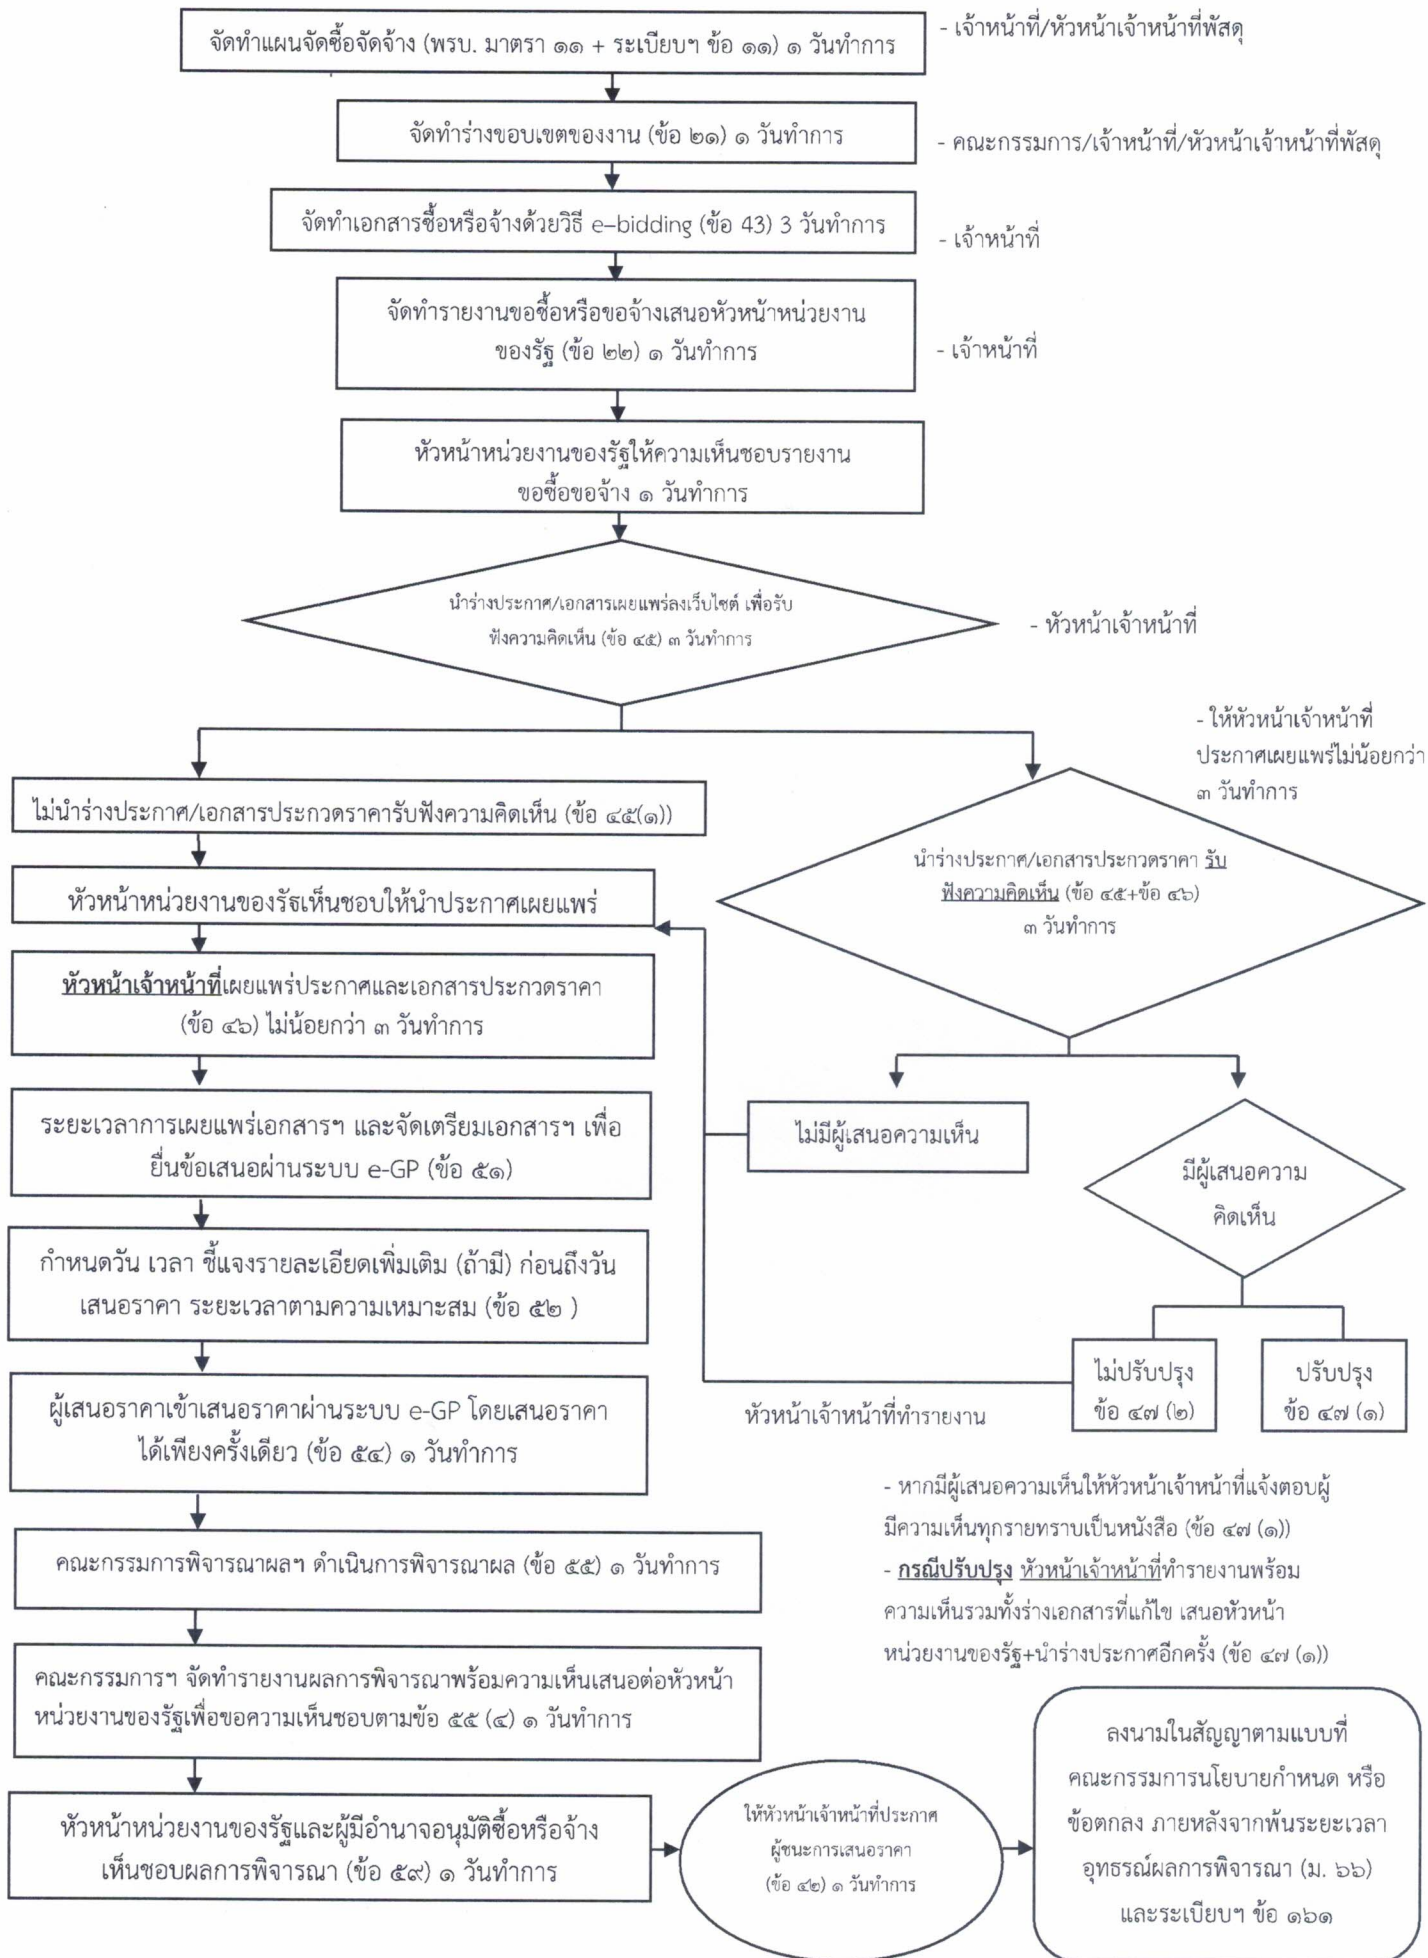 จัดทำแผนจัดซื้อจัดจ้าง (พรบ. มาตรา ๑๑ + ระเบียบฯ ข้อ ๑๑) ๑ วันทำการ
- เจ้าหน้าที่/หัวหน้าเจ้าหน้าที่พัสดุ
จัดทำร่างขอบเขตของงาน (ข้อ ๒๑) ๑ วันทำการ
- คณะกรรมการ/เจ้าหน้าที่/หัวหน้าเจ้าหน้าที่พัสดุ
จัดทำเอกสารซื้อหรือจ้างด้วยวิธี e–bidding (ข้อ 43) 3 วันทำการ
- เจ้าหน้าที่
จัดทำรายงานขอซื้อหรือขอจ้างเสนอหัวหน้าหน่วยงาน
ของรัฐ (ข้อ ๒๒) ๑ วันทำการ
- เจ้าหน้าที่
หัวหน้าหน่วยงานของรัฐให้ความเห็นชอบรายงาน
ขอซื้อขอจ้าง ๑ วันทำการ
นำร่างประกาศ/เอกสารเผยแพร่ลงเว็บไซต์ เพื่อรับ
ฟังความคิดเห็น (ข้อ ๔๕) ๓ วันทำการ
- หัวหน้าเจ้าหน้าที่
- ให้หัวหน้าเจ้าหน้าที่
ประกาศเผยแพร่ไม่น้อยกว่า
๓ วันทำการ
ไม่นำร่างประกาศ/เอกสารประกวดราคารับฟังความคิดเห็น (ข้อ ๔๕(๑))
หัวหน้าหน่วยงานของรัฐเห็นชอบให้นำประกาศเผยแพร่
นำร่างประกาศ/เอกสารประกวดราคา รับ
ฟังความคิดเห็น (ข้อ ๔๕+ข้อ ๔๖)
๓ วันทำการ
หัวหน้าเจ้าหน้าที่เผยแพร่ประกาศและเอกสารประกวดราคา
(ข้อ ๔๖) ไม่น้อยกว่า ๓ วันทำการ
ระยะเวลาการเผยแพร่เอกสารฯ และจัดเตรียมเอกสารฯ เพื่อ
ยื่นข้อเสนอผ่านระบบ e-GP (ข้อ ๕๑)
ไม่มีผู้เสนอความเห็น
มีผู้เสนอความ
คิดเห็น
กำหนดวัน เวลา ชี้แจงรายละเอียดเพิ่มเติม (ถ้ามี) ก่อนถึงวัน
เสนอราคา ระยะเวลาตามความเหมาะสม (ข้อ ๕๒ )
ไม่ปรับปรุง
ข้อ ๔๗ (๒)
ปรับปรุง
ข้อ ๔๗ (๑)
หัวหน้าเจ้าหน้าที่ทำรายงาน
ผู้เสนอราคาเข้าเสนอราคาผ่านระบบ e-GP โดยเสนอราคา
ได้เพียงครั้งเดียว (ข้อ ๕๔) ๑ วันทำการ
- หากมีผู้เสนอความเห็นให้หัวหน้าเจ้าหน้าที่แจ้งตอบผู้
มีความเห็นทุกรายทราบเป็นหนังสือ (ข้อ ๔๗ (๑))
- กรณีปรับปรุง หัวหน้าเจ้าหน้าที่ทำรายงานพร้อม
ความเห็นรวมทั้งร่างเอกสารที่แก้ไข เสนอหัวหน้า
หน่วยงานของรัฐ+นำร่างประกาศอีกครั้ง (ข้อ ๔๗ (๑))
คณะกรรมการพิจารณาผลฯ ดำเนินการพิจารณาผล (ข้อ ๕๕) ๑ วันทำการ
คณะกรรมการฯ จัดทำรายงานผลการพิจารณาพร้อมความเห็นเสนอต่อหัวหน้า
หน่วยงานของรัฐเพื่อขอความเห็นชอบตามข้อ ๕๕ (๔) ๑ วันทำการ
หัวหน้าหน่วยงานของรัฐและผู้มีอำนาจอนุมัติซื้อหรือจ้าง
เห็นชอบผลการพิจารณา (ข้อ ๕๙) ๑ วันทำการ
ให้หัวหน้าเจ้าหน้าที่ประกาศ
ผู้ชนะการเสนอราคา
(ข้อ ๔๒) ๑ วันทำการ
ลงนามในสัญญาตามแบบที่
คณะกรรมการนโยบายกำหนด หรือ
ข้อตกลง ภายหลังจากพ้นระยะเวลา
อุทธรณ์ผลการพิจารณา (ม. ๖๖)
และระเบียบฯ ข้อ ๑๖๑